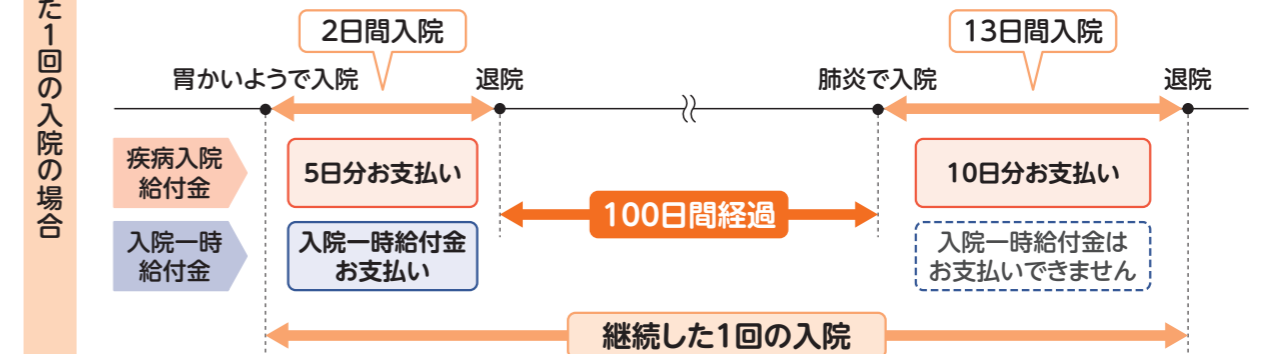 た1回の入院の場合
2日間入院
13日間入院
胃かいようで入院
退院
肺炎で入院
退院
疾病入院
給付金
5日分お支払い
10日分お支払い
100日間経過
入院一時
給付金
入院一時給付金
お支払い
入院一時給付金は
お支払いできません
継続した1回の入院